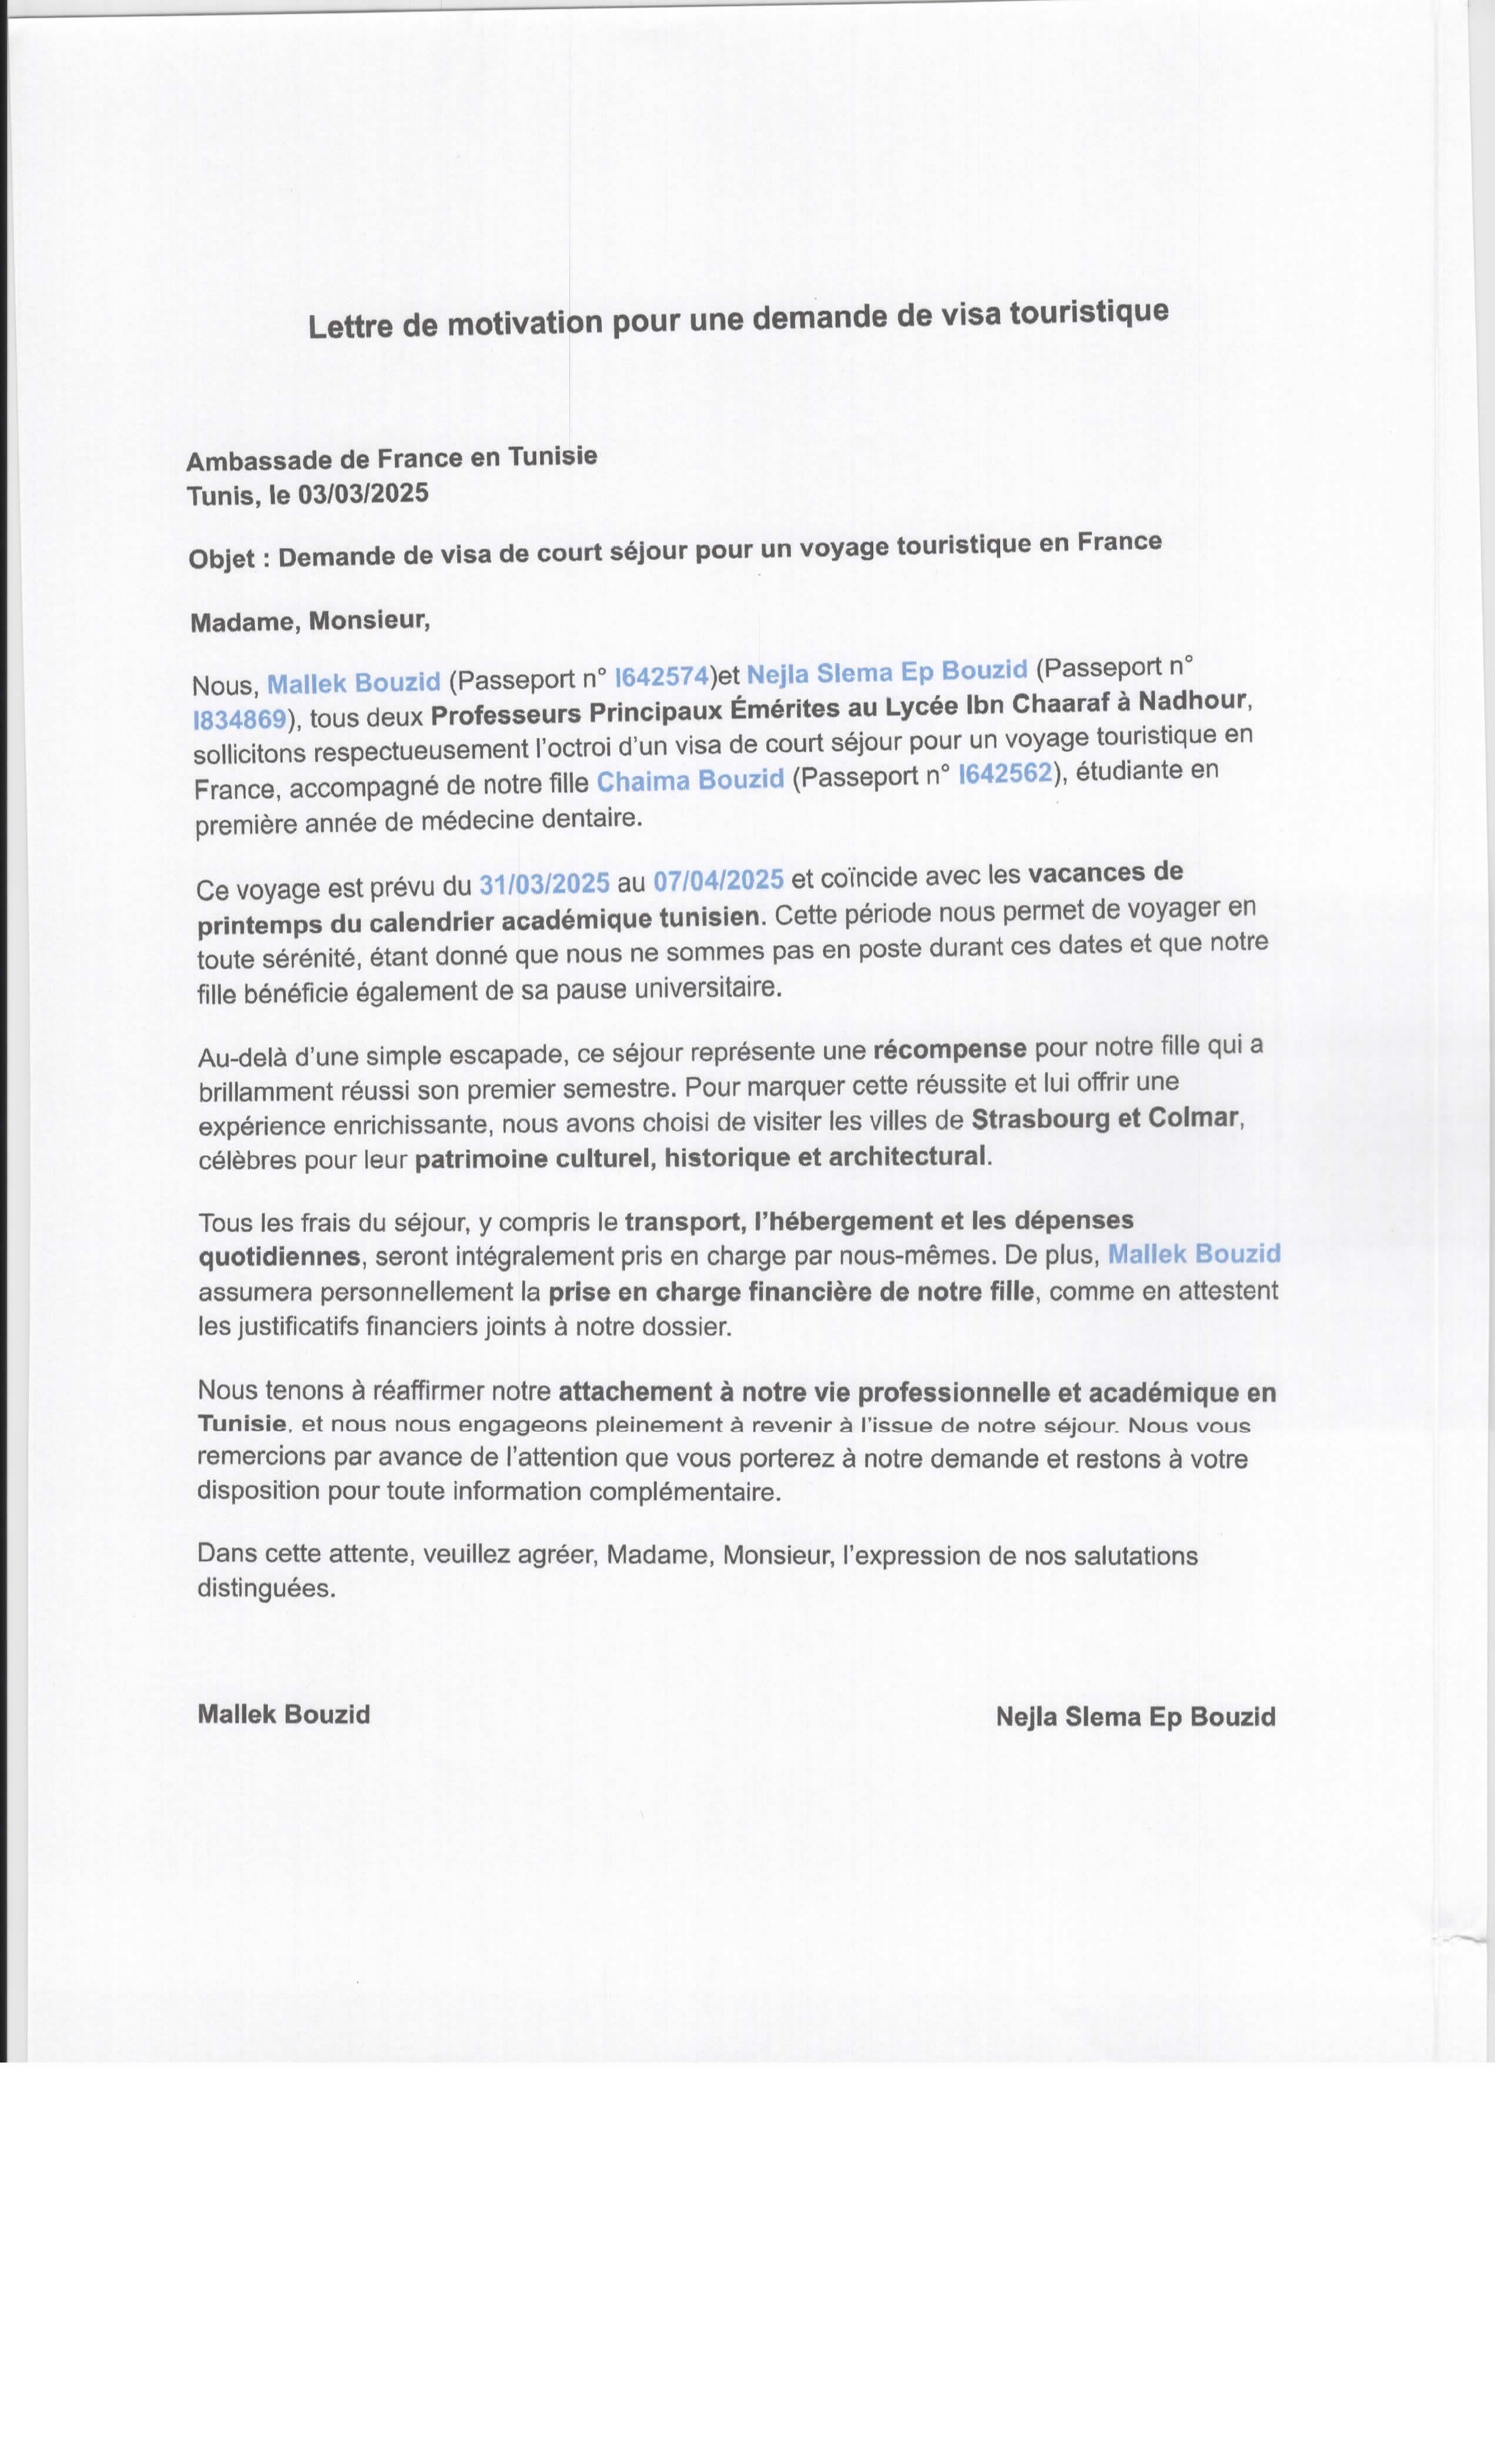 Lettre de motivation pour une demande de visa touristique
Ambassade de France en Tunisie
Tunis, le 03/03/2025
Objet : Demande de visa de court séjour pour un voyage touristique en France
Madame, Monsieur,
Nous, Mallek Bouzid (Passeport n° I642574)et Nejla Slema Ep Bouzid (Passeport n°
I834869), tous deux Professeurs Principaux Émérites au Lycée Ibn Chaaraf à Nadhour,
sollicitons respectueusement l’octroi d’un visa de court séjour pour un voyage touristique en
France, accompagné de notre fille Chaima Bouzid (Passeport n° I642562), étudiante en
première année de médecine dentaire.
Ce voyage est prévu du 31/03/2025 au 07/04/2025 et coïncide avec les vacances de
printemps du calendrier académique tunisien. Cette période nous permet de voyager en
toute sérénité, étant donné que nous ne sommes pas en poste durant ces dates et que notre
fille bénéficie également de sa pause universitaire.
Au-delà d’une simple escapade, ce séjour représente une récompense pour notre fille qui a
brillamment réussi son premier semestre. Pour marquer cette réussite et lui offrir une
expérience enrichissante, nous avons choisi de visiter les villes de Strasbourg et Colmar,
célèbres pour leur patrimoine culturel, historique et architectural.
Tous les frais du séjour, y compris le transport, l’hébergement et les dépenses
quotidiennes, seront intégralement pris en charge par nous-mêmes. De plus, Mallek Bouzid
assumera personnellement la prise en charge financière de notre fille, comme en attestent
les justificatifs financiers joints à notre dossier.
Nous tenons à réaffirmer notre attachement à notre vie professionnelle et académique en
Tunisie, et nous nous engageons pleinement à revenir à l’issue de notre séjour. Nous vous
remercions par avance de l’attention que vous porterez à notre demande et restons à votre
disposition pour toute information complémentaire.
Dans cette attente, veuillez agréer, Madame, Monsieur, l’expression de nos salutations
distinguées.
Mallek Bouzid
Nejla Slema Ep Bouzid